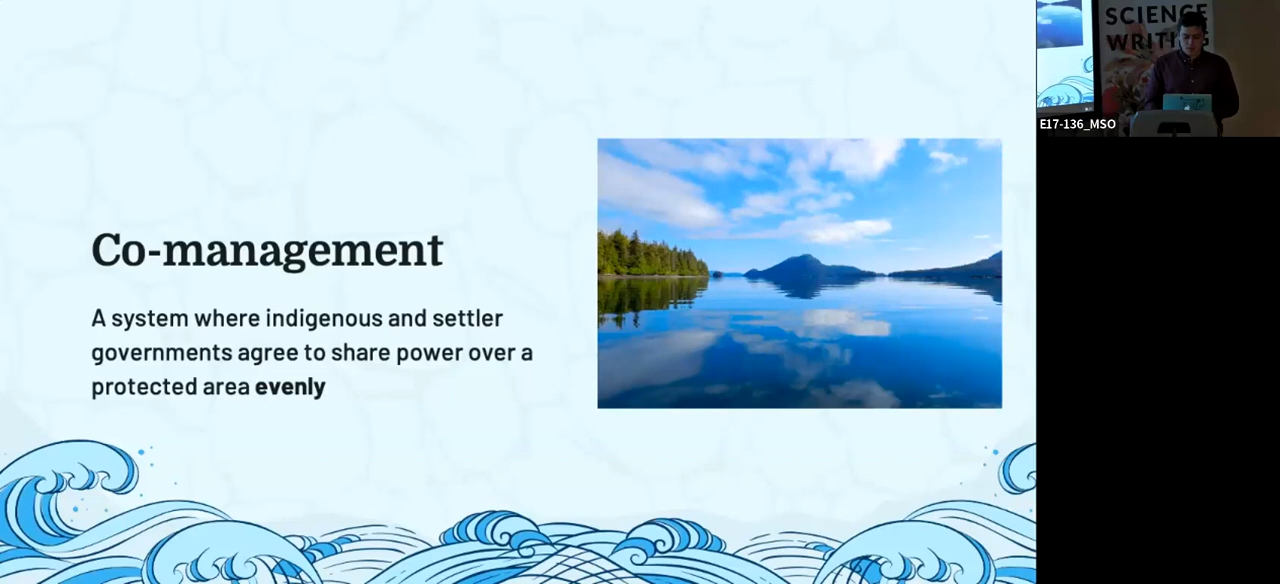 Co-management
A system where indigenous and settler
governments agree to share power over a
protected area evenly
SCIENCE
WRITING
E17-136_MSO